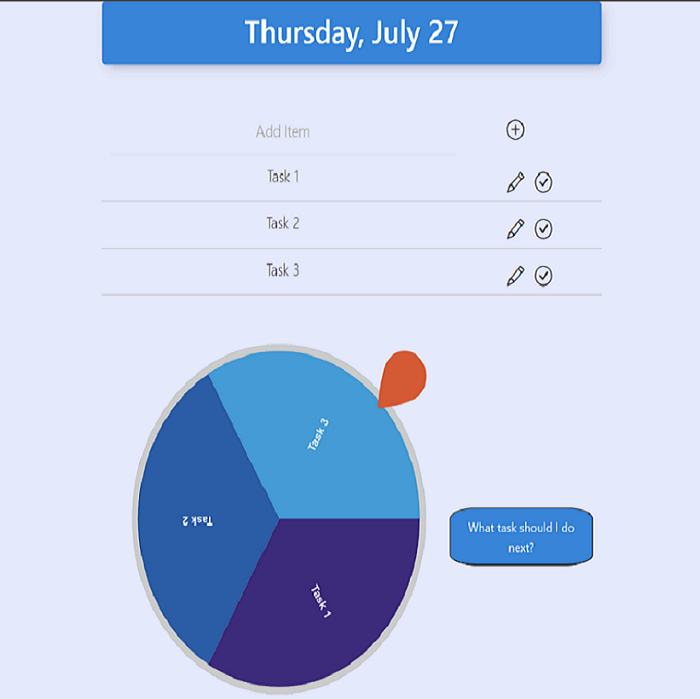 Thursday, July 27
Add Item
Task 1
Task 2
Task 3
Task 3
Task 2
Task 1
What task should I do
next?